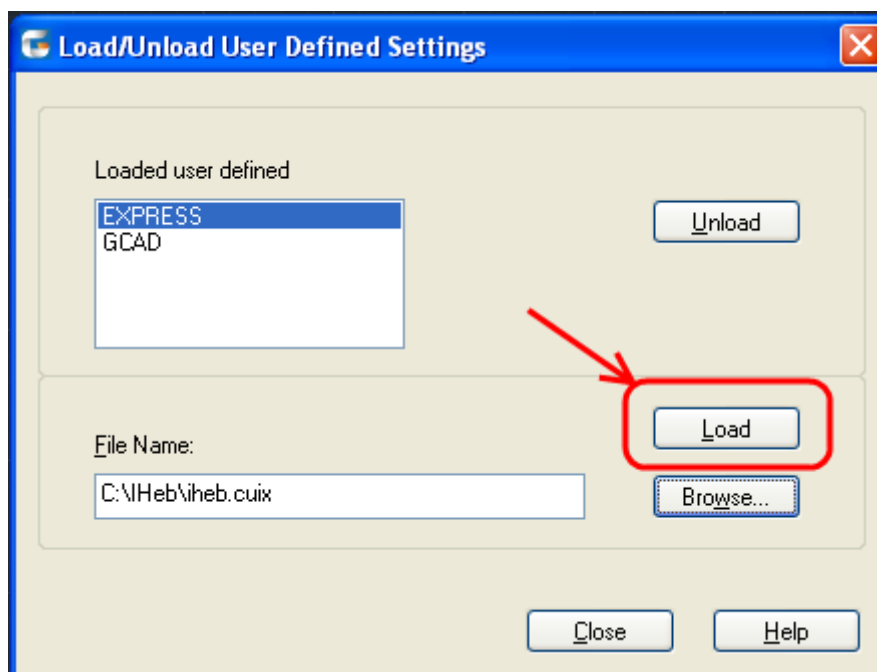 Load/Unload User Defined Settings
Loaded user defined
EXPRESS
GCAD
Unload
Load
File Name:
C:\IHeb\iheb.cuix
Browse...
Close
Help